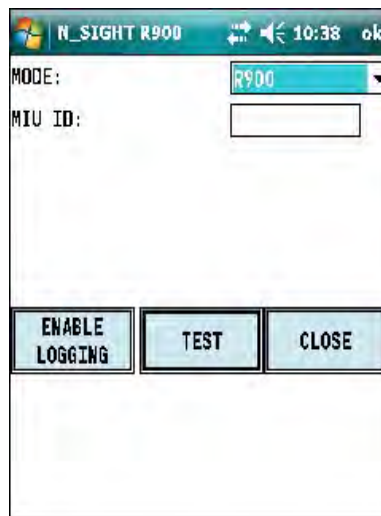 N_SIGHT R900 10:38 ok
MODE: R900
MIU ID:
ENABLE
LOGGING
TEST
CLOSE